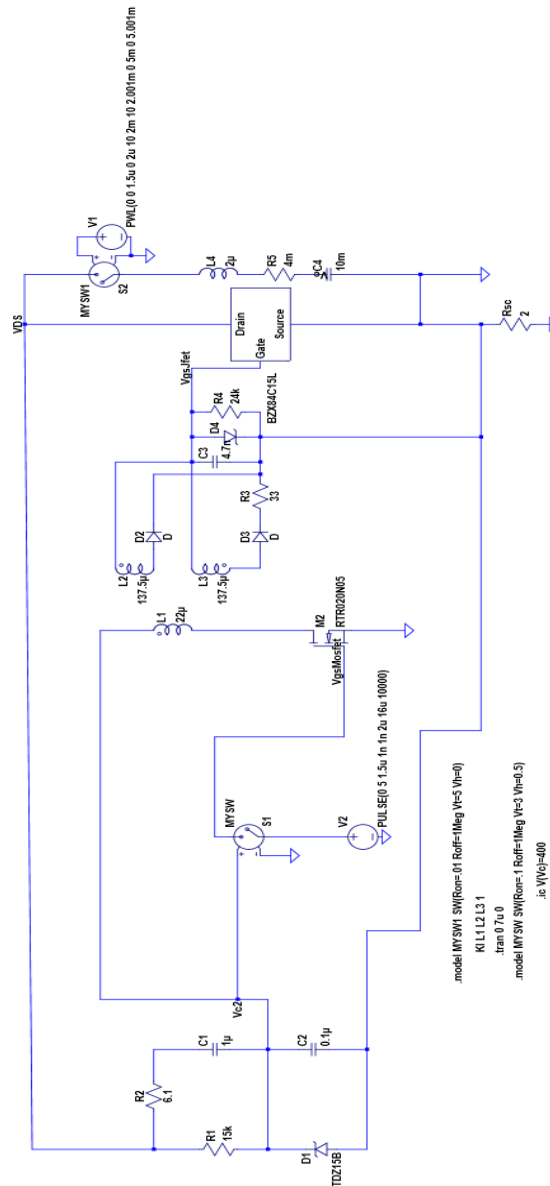 VDS
MYSW1
V1
PWL(0 0 1.5u 0 2u 10 2m 10 2.001m 0 5m 0 5.001m
S2
R2
6.1
R1
15k
C1
1µ
D1
TDZ15B
C2
0.1µ
Vc2
MYSW
S1
V2
PULSE(0 5 1.5u 1n 1n 2u 16u 10000)
L1
22µ
M2
RTR020N05
VgsMosfet
L2
137.5µ
D2
D
L3
137.5µ
D3
D
R3
33
C3
4.7n
D4
BZX84C15L
R4
24k
VgsJfet
Drain
Gate
Source
L4
2µ
R5
4m
C4
10m
Rsc
2
.model MYSW1 SW(Ron=.01 Roff=1Meg Vt=5 Vh=0)
KI L1 L2 L3 1
.tran 0 7u 0
.model MYSW SW(Ron=.1 Roff=1Meg Vt=3 Vh=0.5)
.ic V(Vc)=400